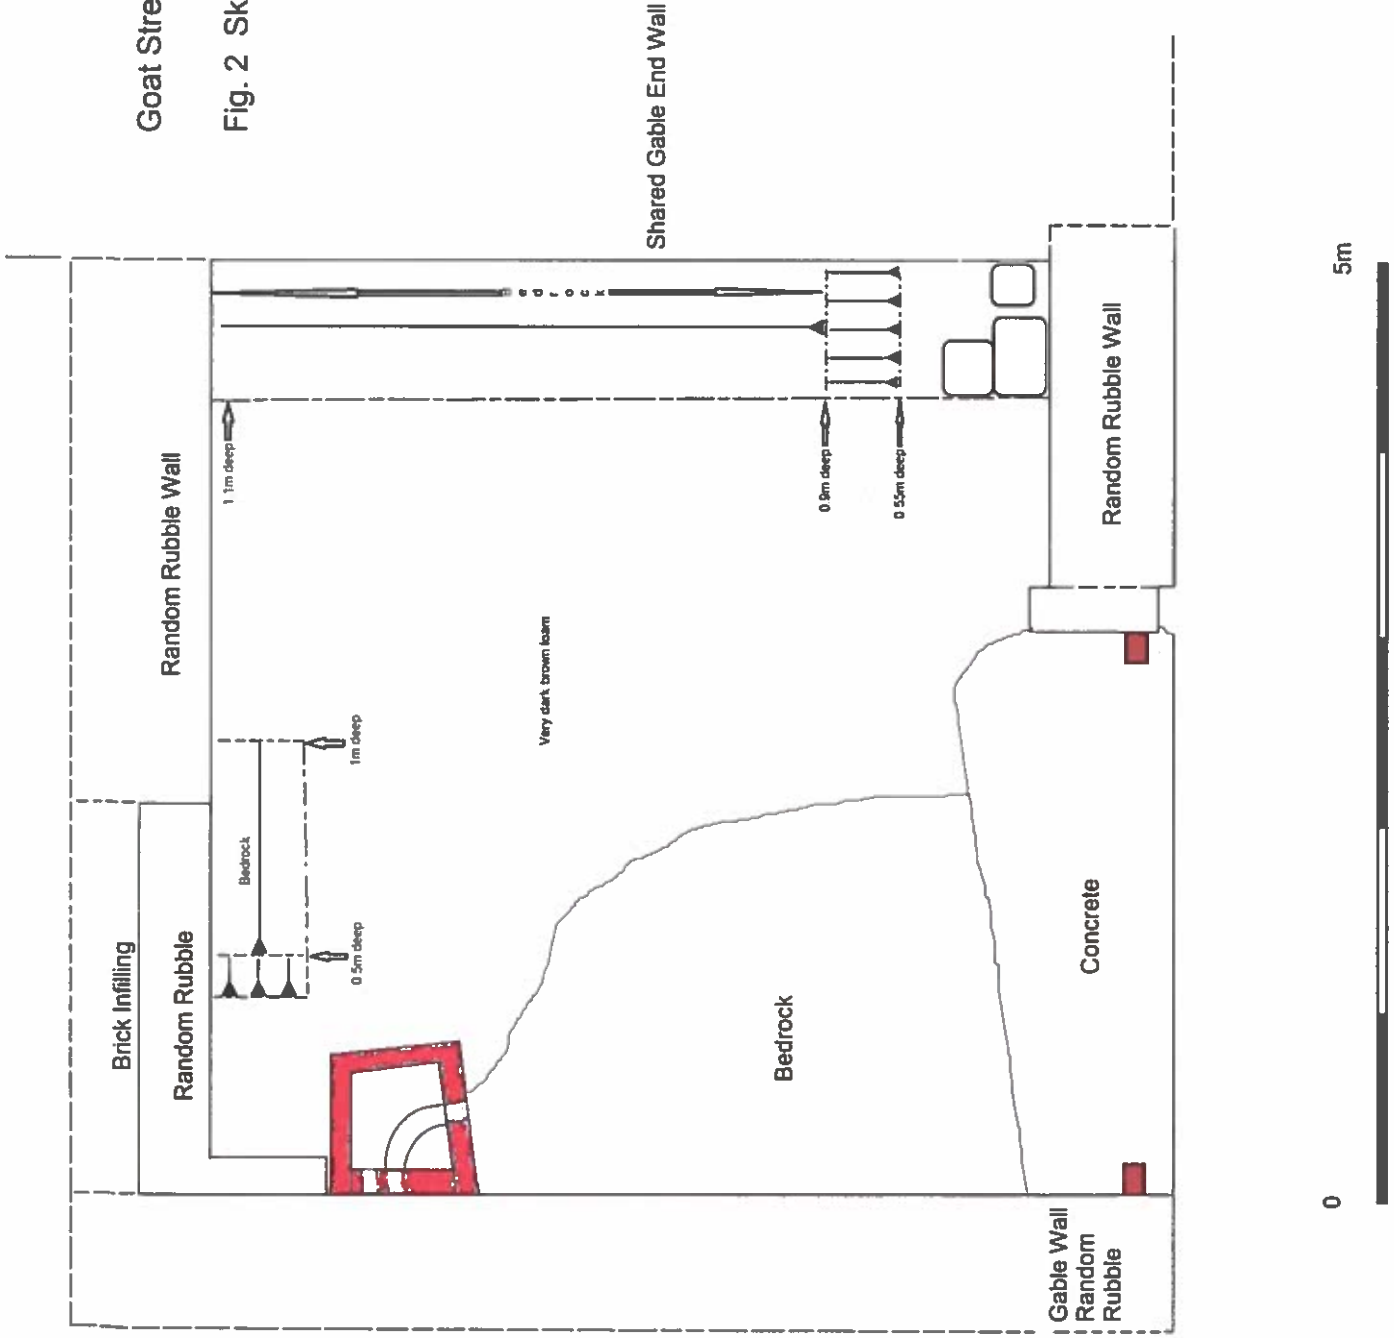 Goat Stre
Fig. 2 Sk
Shared Gable End Wall
Random Rubble Wall
Brick Infilling
Random Rubble
Bedrock
0.5m deep
1m deep
1.1m deep
edrock
0.9m deep
0.55m deep
Very dark brown loam
Bedrock
Concrete
Random Rubble Wall
Gable Wall
Random
Rubble
0
5m